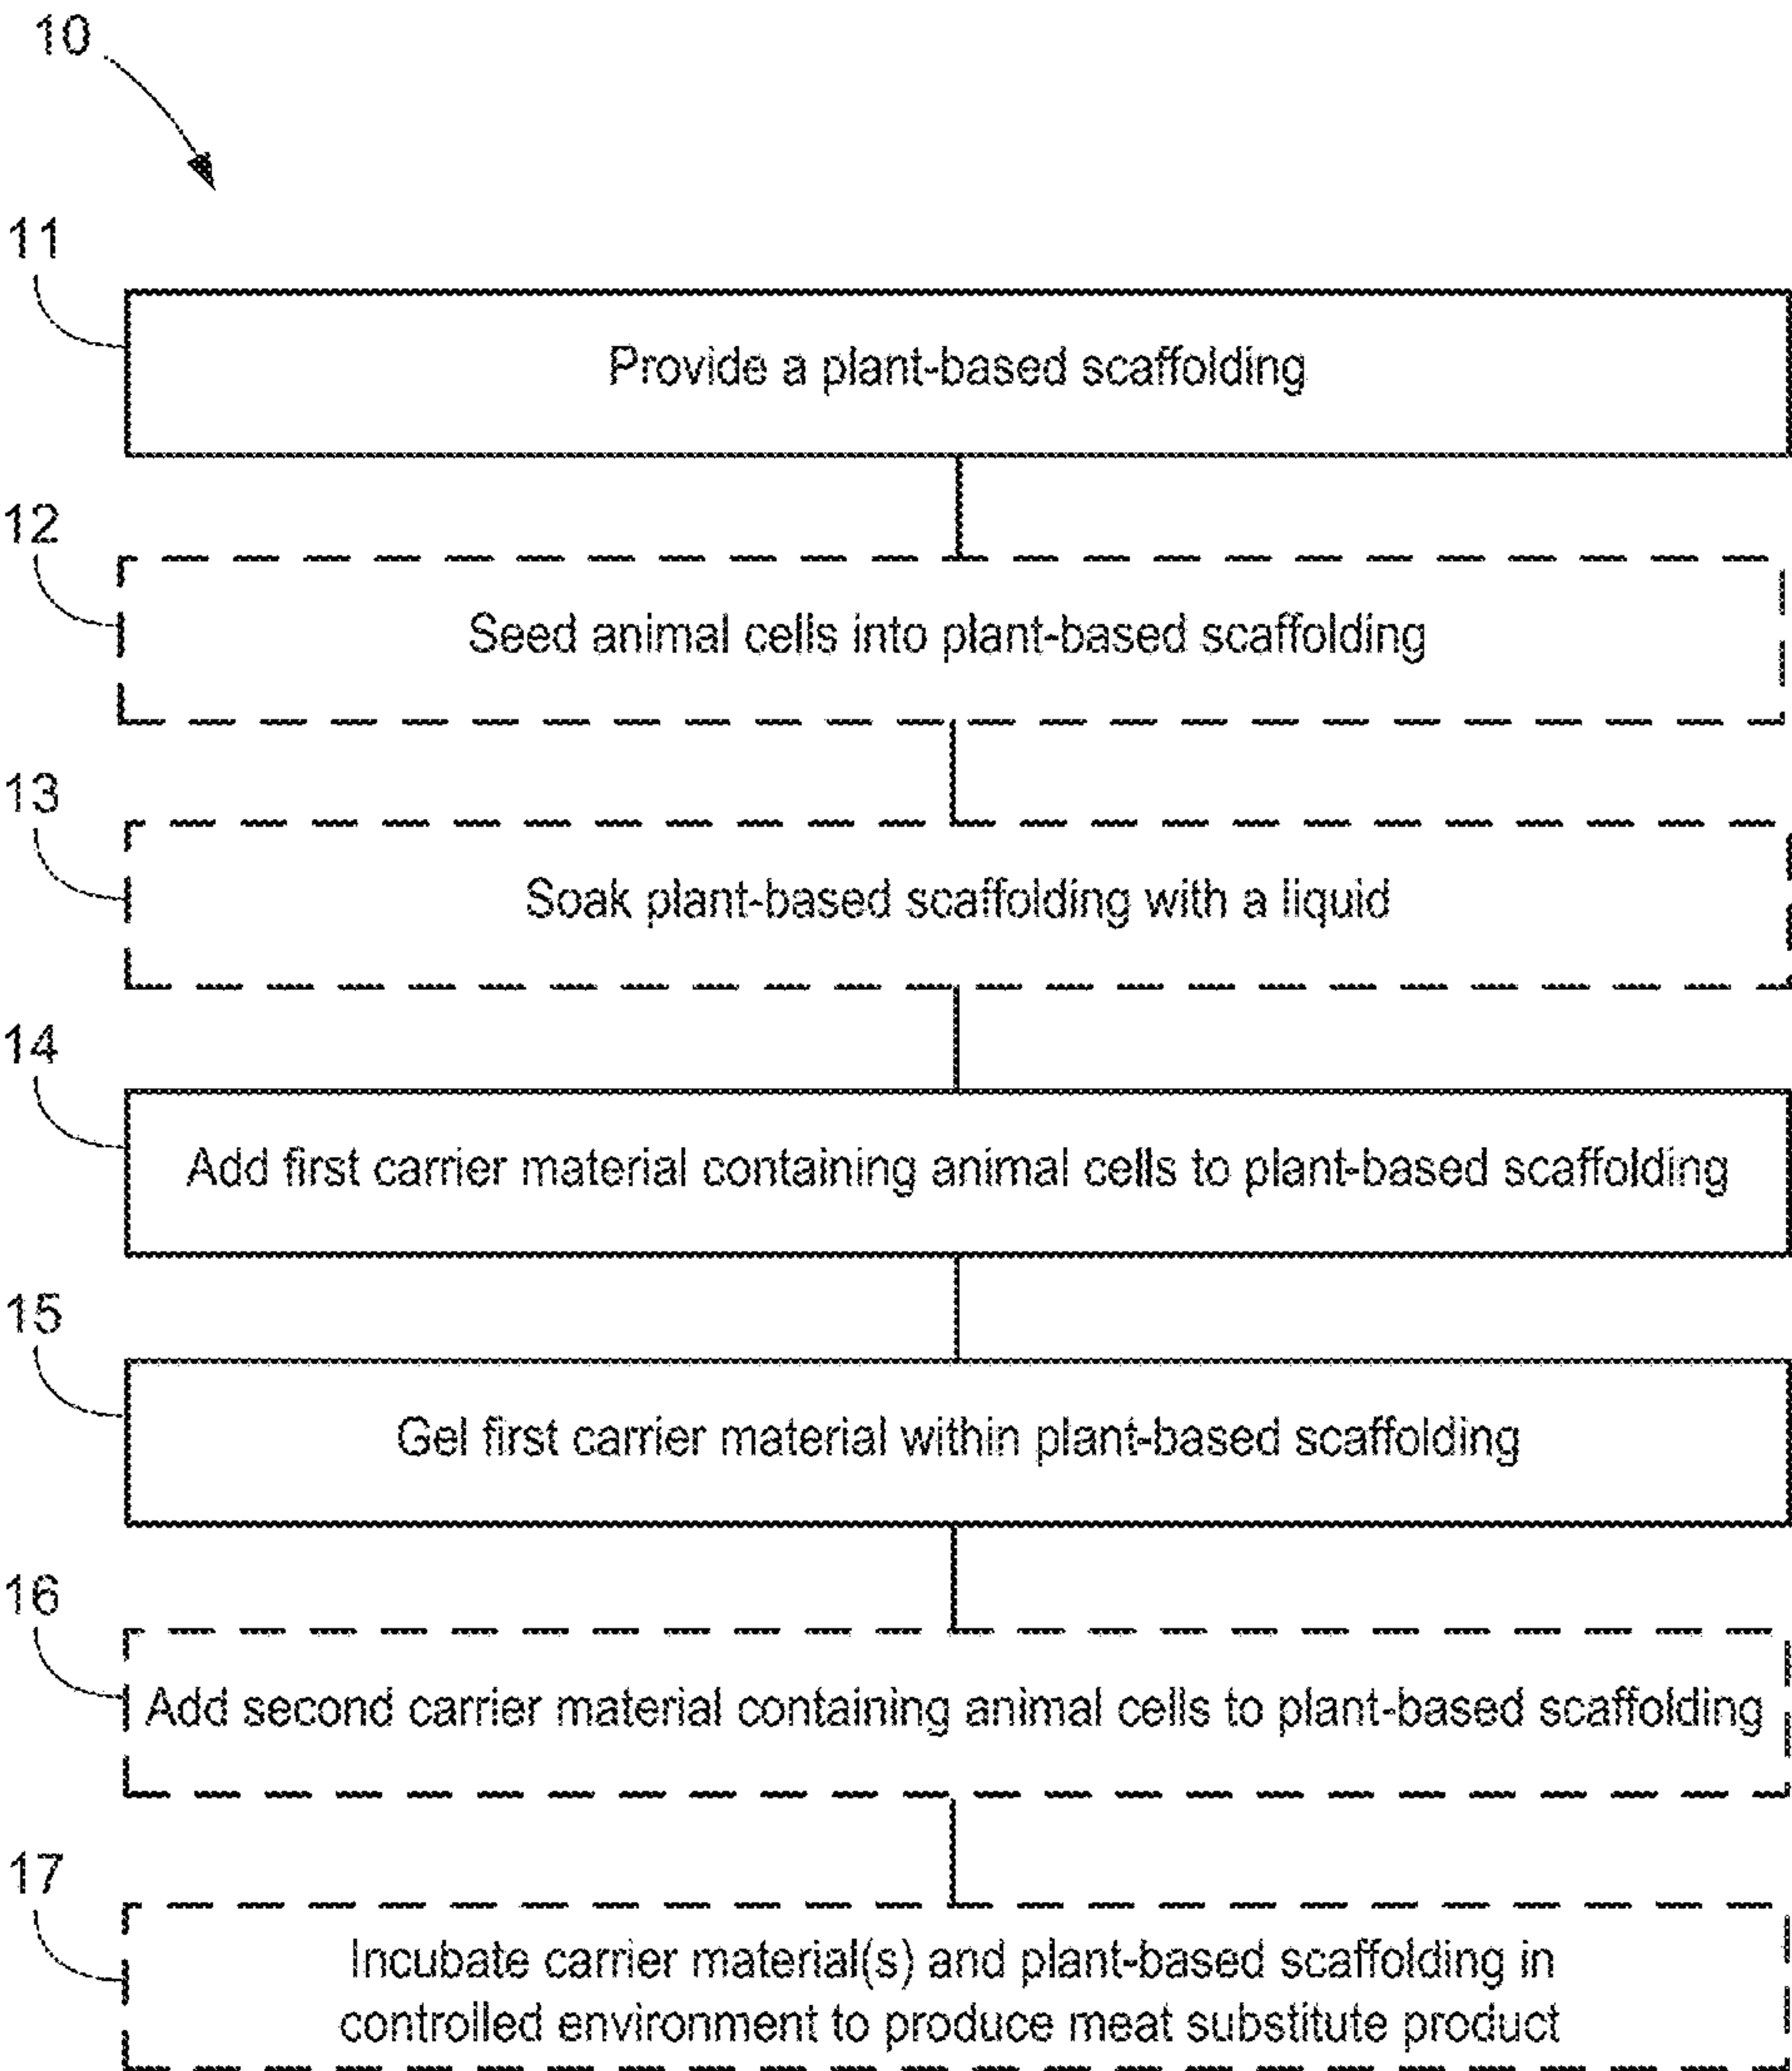 10
11
Provide a plant-based scaffolding
12
Seed animal cells into plant-based scaffolding
13
Soak plant-based scaffolding with a liquid
14
Add first carrier material containing animal cells to plant-based scaffolding
15
Gel first carrier material within plant-based scaffolding
16
Add second carrier material containing animal cells to plant-based scaffolding
17
Incubate carrier material(s) and plant-based scaffolding in
controlled environment to produce meat substitute product